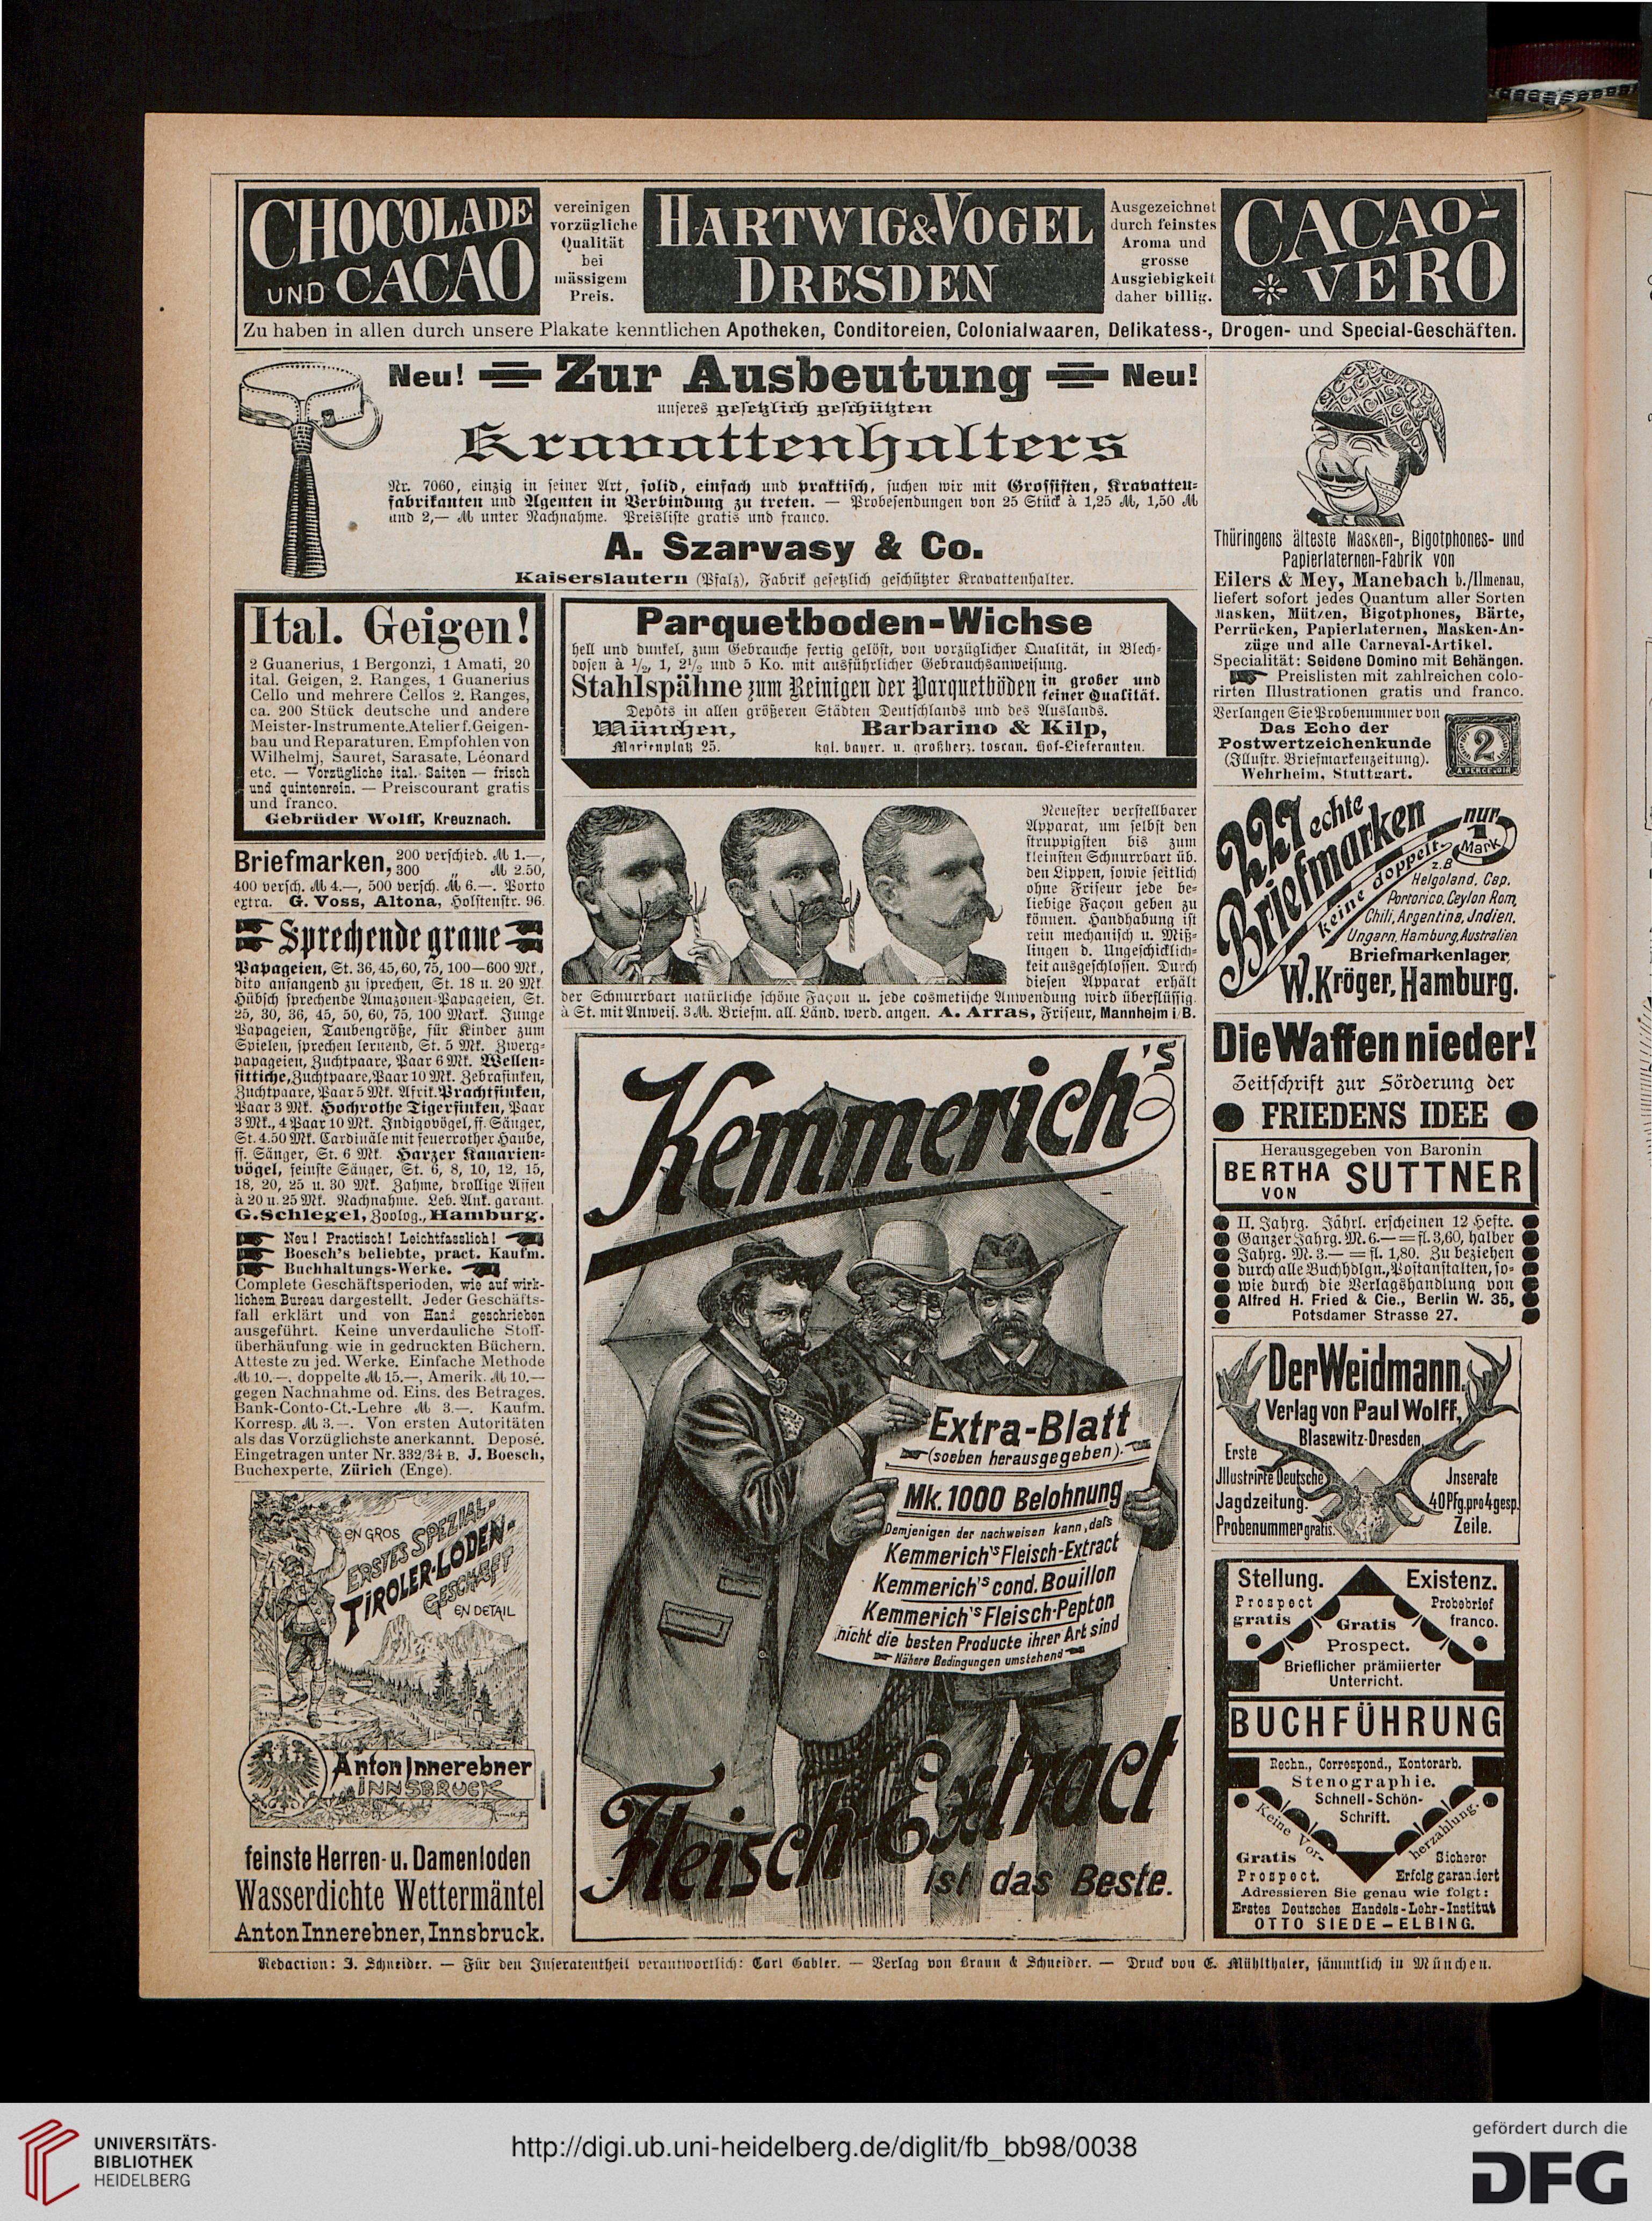 CHOCOLADE
UND CACAO
vereinigen
vorzügliche
Qualität
bei
mässigem
Preis.
HARTWIG & VOGEL
DRESDEN
Ausgezeichnet
durch feinstes
Aroma und
grosse
Ausgiebigkeit
daher billig.
CACAO-
VERO
Zu haben in allen durch unsere Plakate kenntlichen Apotheken, Conditoreien, Colonialwaaren, Delikatess-, Drogen- und Special-Geschäften.
Neu! Zur Ausbeutung Neu!
unseres gesetzlich geschützten
Kravattenhalters
Nr. 7060, einzig in seiner Art, solid, einfach und praktisch, suchen wir mit Grossisten, Kravatten-
fabrikanten und Agenten in Verbindung zu treten. — Probesendungen von 25 Stück à 1,25 M, 1,50 M
und 2,— M unter Nachnahme. Preisliste gratis und franco.
A. Szarvasy & Co.
Kaiserslautern (Pfalz), Fabrik gesetzlich geschützter Kravattenhalter.
Ital. Geigen!
2 Guanerius, 1 Bergonzi, 1 Amati, 20
ital. Geigen, 2. Ranges, 1 Guanerius
Cello und mehrere Cellos 2. Ranges,
ca. 200 Stück deutsche und andere
Meister-Instrumente. Atelier f. Geigen-
bau und Reparaturen. Empfohlen von
Wilhelmj, Sauret, Sarasate, Léonard
etc. — Vorzügliche ital. Saiten — frisch
und quintenrein. — Preiscourant gratis
und franco.
Gebrüder Wolff, Kreuznach.
Briefmarken, 200 verschied. M 1.—,
300 „ M 2.50,
400 versch. M 4.—, 500 versch. M 6.—. Porto
extra. G. Voss, Altona, Holstenstr. 96.
Sprechende graue
Papageien, St. 36, 45, 60, 75, 100—600 Mk.,
dito anfangend zu sprechen, St. 18 u. 20 Mk.
Hübsch sprechende Amazonen-Papageien, St.
25, 30, 36, 45, 50, 60, 75, 100 Mark. Junge
Papageien, Taubengröße, für Kinder zum
Spielen, sprechen lernend, St. 5 Mk. Zwerg-
papageien, Zuchtpaare, Paar 6 Mk. Wellen-
sittiche, Zuchtpaare, Paar 10 Mk. Zebrafinken,
Zuchtpaare, Paar 5 Mk. Afrik. Prachtfinken,
Paar 3 Mk. Hochrothe Tigerfinken, Paar
3 Mk., 4 Paar 10 Mk. Indigovögel, ff. Sänger,
St. 4.50 Mk. Cardinäle mit feuerrother Haube,
ff. Sänger, St. 6 Mk. Harzer Kanarien-
vögel, feinste Sänger, St. 6, 8, 10, 12, 15,
18, 20, 25 u. 30 Mk. Zahme, drollige Affen
à 20 u. 25 Mk. Nachnahme. Leb. Ank. garant.
G. Schlegel, Zoolog., Hamburg.
Neu! Practisch! Leichtfasslich!
Boesch's beliebte, pract. Kaufm.
Buchhaltungs-Werke.
Complete Geschäftsperioden, wie auf wirk-
lichem Bureau dargestellt. Jeder Geschäfts-
fall erklärt und von Hand geschrieben
ausgeführt. Keine unverdauliche Stoff-
überhäufung wie in gedruckten Büchern.
Atteste zu jed. Werke. Einfache Methode
M 10.—, doppelte M 15.—, Amerik. M 10.—
gegen Nachnahme od. Eins. des Betrages.
Bank-Conto-Ct.-Lehre M 3.—. Kaufm.
Korresp. M 3.—. Von ersten Autoritäten
als das Vorzüglichste anerkannt. Deposé.
Eingetragen unter Nr. 332/34 B. J. Boesch,
Buchexperte, Zürich (Enge).
EN GROS
ERSTES SPEZIAL-
TIROLER-LODEN-
GESCHÆFT
EN DETAIL
Anton Innerebner
INNSBRUCK
feinste Herren- u. Damenloden
Wasserdichte Wettermäntel
Anton Innerebner, Innsbruck.
Parquetboden-Wichse
hell und dunkel, zum Gebrauche fertig gelöst, von vorzüglicher Qualität, in Blech-
dosen à 1/2, 1, 2 1/2 und 5 Ko. mit ausführlicher Gebrauchsanweisung.
Stahlspähne zum Reinigen der Parquetböden in grober und
feiner Qualität.
Depôts in allen größeren Städten Deutschlands und des Auslands.
München, Barbarino & Kilp,
Marienplatz 25. kgl. bayer. u. großherz. toscan. Hof-Lieferanten.
Neuester verstellbarer
Apparat, um selbst den
struppigsten bis zum
kleinsten Schnurrbart üb.
den Lippen, sowie seitlich
ohne Friseur jede be-
liebige Façon geben zu
können. Handhabung ist
rein mechanisch u. Miß-
lingen d. Ungeschicklich-
keit ausgeschlossen. Durch
diesen Apparat erhält
der Schnurrbart natürliche schöne Façon u. jede cosmetische Anwendung wird überflüssig.
à St. mit Anweis. 3 M. Briefm. all. Länd. werd. angen. A. Arras, Friseur, Mannheim i/B.
Kemmerich's
Extra-Blatt
(soeben herausgegeben).
Mk. 1000 Belohnung
Demjenigen der nachweisen kann, dass
Kemmerich's Fleisch-Extract
Kemmerich's cond. Bouillon
Kemmerich's Fleisch-Pepton
nicht die besten Producte ihrer Art sind
Nähere Bedingungen umstehend
Fleisch-Extract
ist das Beste.
Thüringens älteste Masken-, Bigotphones- und
Papierlaternen-Fabrik von
Eilers & Mey, Manebach b./Ilmenau,
liefert sofort jedes Quantum aller Sorten
Masken, Mützen, Bigotphones, Bärte,
Perrücken, Papierlaternen, Masken-An-
züge und alle Carneval-Artikel.
Specialität: Seidene Domino mit Behängen.
Preislisten mit zahlreichen colo-
rirten Illustrationen gratis und franco.
Verlangen Sie Probenummer von
Das Echo der
Postwertzeichenkunde
(Illustr. Briefmarkenzeitung).
Wehrheim, Stuttgart.
2
A PERCEVOIR
echte
Briefmarken
keine doppelt
nur
1
Mark
z.B
Helgoland, Cap.
Portorico, Ceylon Rom,
Chili, Argentina, Indien,
Ungarn, Hamburg, Australien
Briefmarkenlager,
W. Kröger, Hamburg.
Die Waffen nieder!
Zeitschrift zur Förderung der
FRIEDENS IDEE
Herausgegeben von Baronin
BERTHA VON SUTTNER
II. Jahrg. Jährl. erscheinen 12 Hefte.
Ganzer Jahrg. M. 6.— = fl. 3,60, halber
Jahrg. M. 3.— = fl. 1,80. Zu beziehen
durch alle Buchhdlgn., Postanstalten, so-
wie durch die Verlagshandlung von
Alfred H. Fried & Cie., Berlin W. 35,
Potsdamer Strasse 27.
Der Weidmann,
Verlag von Paul Wolff,
Blasewitz-Dresden,
Erste
Illustrirte Deutsche
Jagdzeitung.
Probenummer gratis.
Inserate
40 Pfg. pro 4 gesp.
Zeile.
Stellung. Existenz.
Prospect
gratis
Probebrief
franco.
Gratis
Prospect.
Brieflicher prämiierter
Unterricht.
BUCHFÜHRUNG
Rechn., Correspond., Kontorarb.
Stenographie.
Schnell-Schön-
Schrift.
Keine Vor-
herzahlung.
Gratis
Prospect.
Sicherer
Erfolg garantiert
Adressieren Sie genau wie folgt:
Erstes Deutsches Handels-Lehr-Institut
OTTO SIEDE – ELBING.
Redaction: J. Schneider. — Für den Inseratentheil verantwortlich: Carl Gabler. — Verlag von Braun & Schneider. — Druck von E. Mühlthaler, sämmtlich in München.
UNIVERSITÄTS-
BIBLIOTHEK
HEIDELBERG
http://digi.ub.uni-heidelberg.de/diglit/fb_bb98/0038
gefördert durch die
DFG